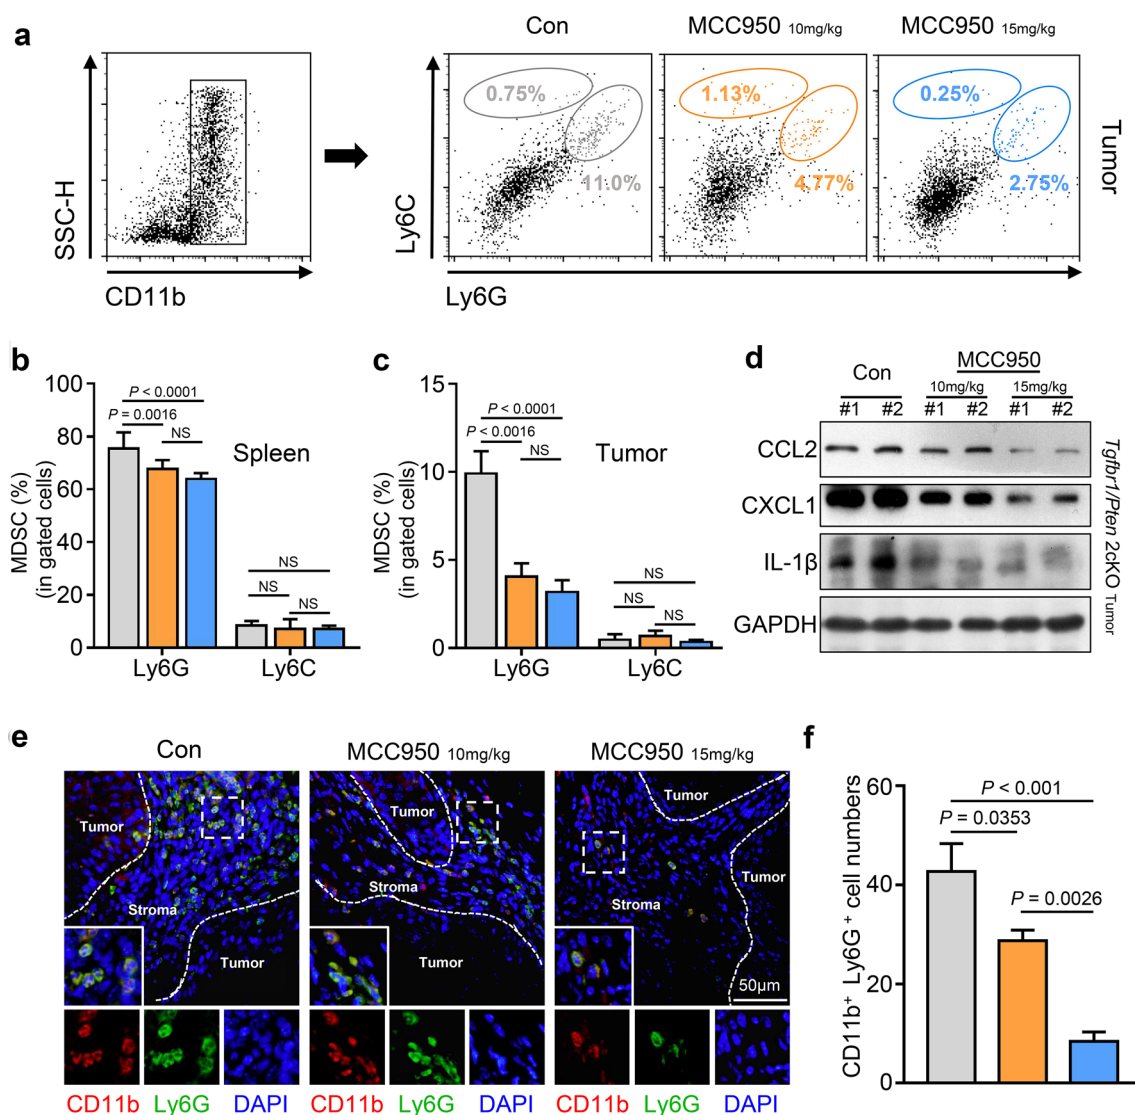 a
Con
MCC950 10mg/kg
MCC950 15mg/kg
SSC-H
CD11b
Ly6C
Ly6G
0.75%
11.0%
1.13%
4.77%
0.25%
2.75%
Tumor
b
MDSC (%)
(in gated cells)
100
80
60
40
20
0
P < 0.0001
P = 0.0016
NS
Spleen
NS
NS
NS
Ly6G
Ly6C
c
MDSC (%)
(in gated cells)
15
10
5
0
P < 0.0001
P < 0.0016
NS
Tumor
NS
NS
NS
Ly6G
Ly6C
d
Con
MCC950
10mg/kg
15mg/kg
#1 #2 #1 #2 #1 #2
CCL2
CXCL1
IL-1β
GAPDH
Tgfbr1/Pten 2cKO Tumor
e
Con
MCC950 10mg/kg
MCC950 15mg/kg
Tumor
Stroma
Tumor
Tumor
Stroma
Tumor
Tumor
Tumor
Stroma
50μm
CD11b Ly6G DAPI
CD11b Ly6G DAPI
CD11b Ly6G DAPI
f
CD11b+ Ly6G+ cell numbers
60
40
20
0
P < 0.001
P = 0.0353
P = 0.0026